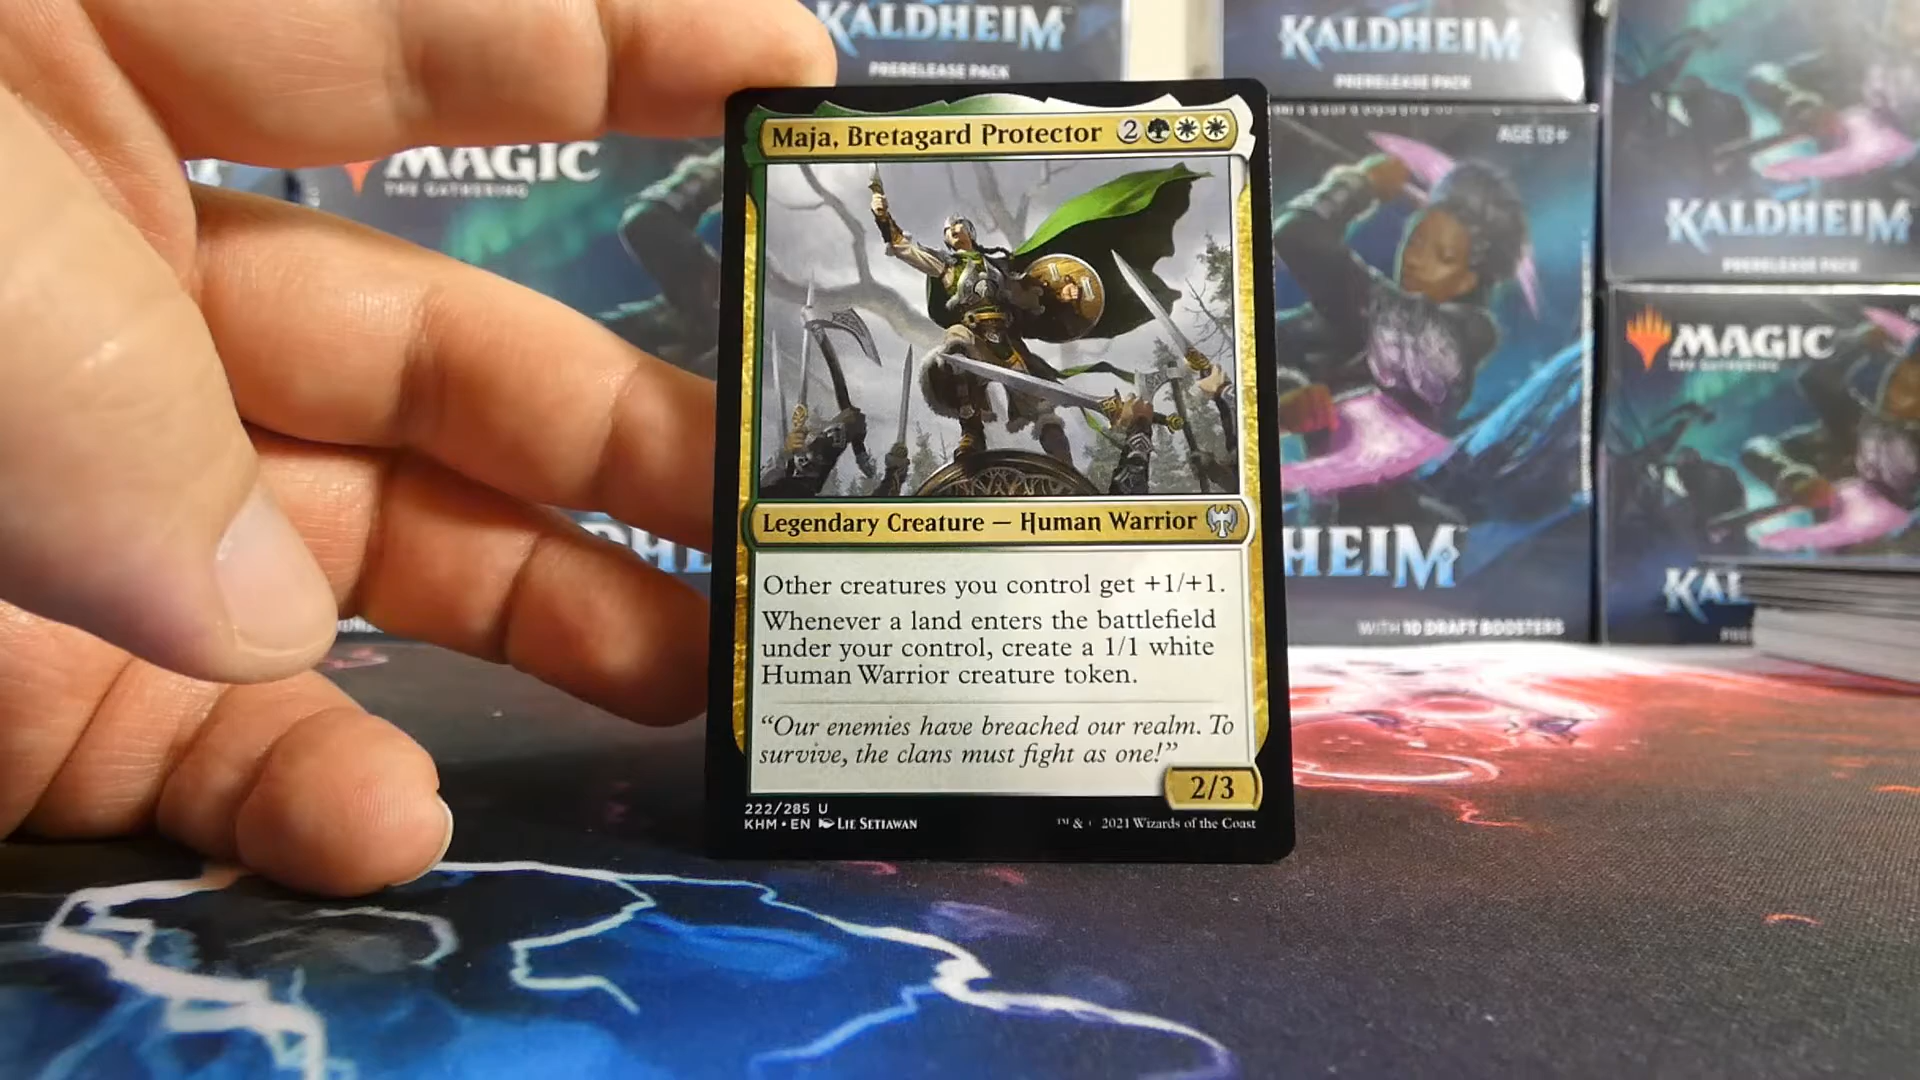 KALDHEIM
PRERELEASE PACK
KALDHEIM
PRERELEASE PACK
MAGIC
THE GATHERING
AGE 13+
KALDHEIM
PRERELEASE PACK
MAGIC
THE GATHERING
Maja, Bretagard Protector 2
Legendary Creature — Human Warrior
Other creatures you control get +1/+1.
Whenever a land enters the battlefield
under your control, create a 1/1 white
Human Warrior creature token.
“Our enemies have breached our realm. To
survive, the clans must fight as one!”
2/3
222/285 U
KHM • EN LIE SETIAWAN
™ & 2021 Wizards of the Coast
HEIM
WITH 10 DRAFT BOOSTERS
KAL